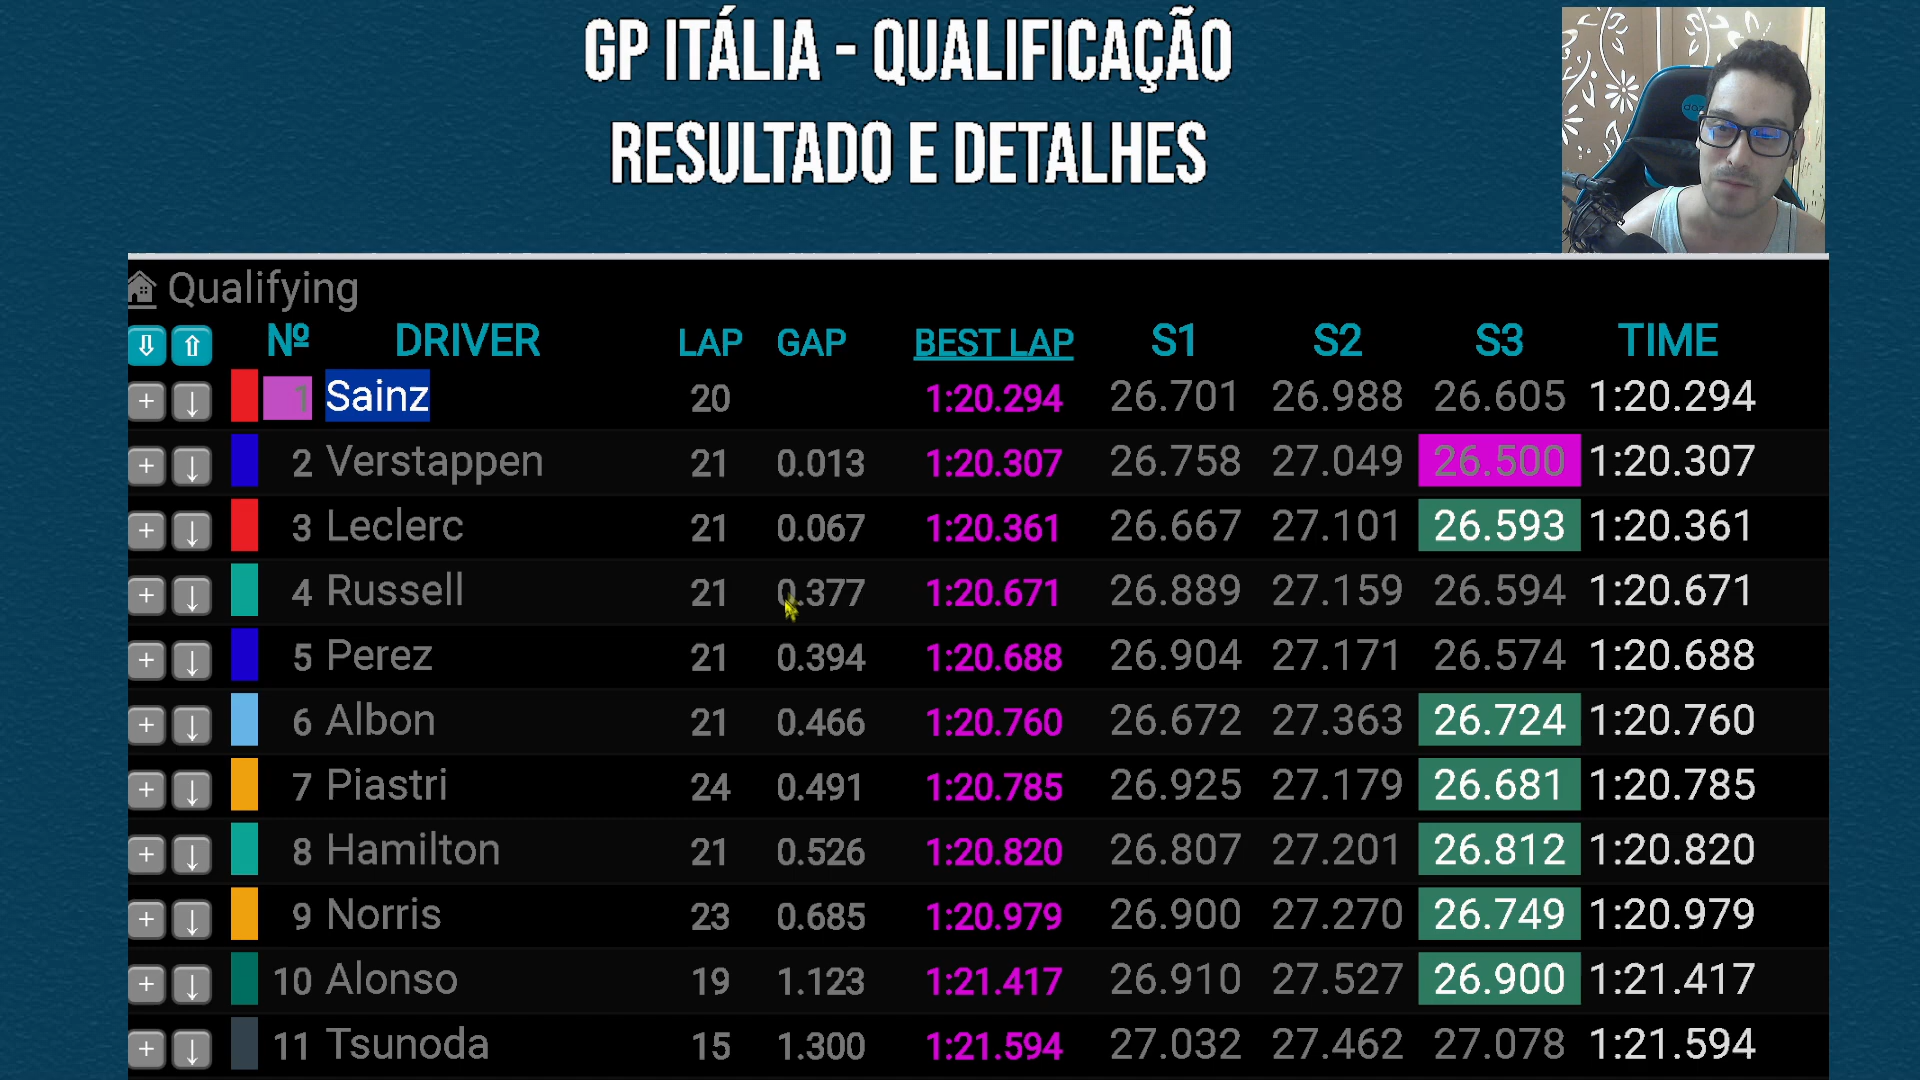 GP ITÁLIA - QUALIFICAÇÃO
RESULTADO E DETALHES
Qualifying
Nº DRIVER LAP GAP BEST LAP S1 S2 S3 TIME
1 Sainz 20 1:20.294 26.701 26.988 26.605 1:20.294
2 Verstappen 21 0.013 1:20.307 26.758 27.049 26.500 1:20.307
3 Leclerc 21 0.067 1:20.361 26.667 27.101 26.593 1:20.361
4 Russell 21 0.377 1:20.671 26.889 27.159 26.594 1:20.671
5 Perez 21 0.394 1:20.688 26.904 27.171 26.574 1:20.688
6 Albon 21 0.466 1:20.760 26.672 27.363 26.724 1:20.760
7 Piastri 24 0.491 1:20.785 26.925 27.179 26.681 1:20.785
8 Hamilton 21 0.526 1:20.820 26.807 27.201 26.812 1:20.820
9 Norris 23 0.685 1:20.979 26.900 27.270 26.749 1:20.979
10 Alonso 19 1.123 1:21.417 26.910 27.527 26.900 1:21.417
11 Tsunoda 15 1.300 1:21.594 27.032 27.462 27.078 1:21.594